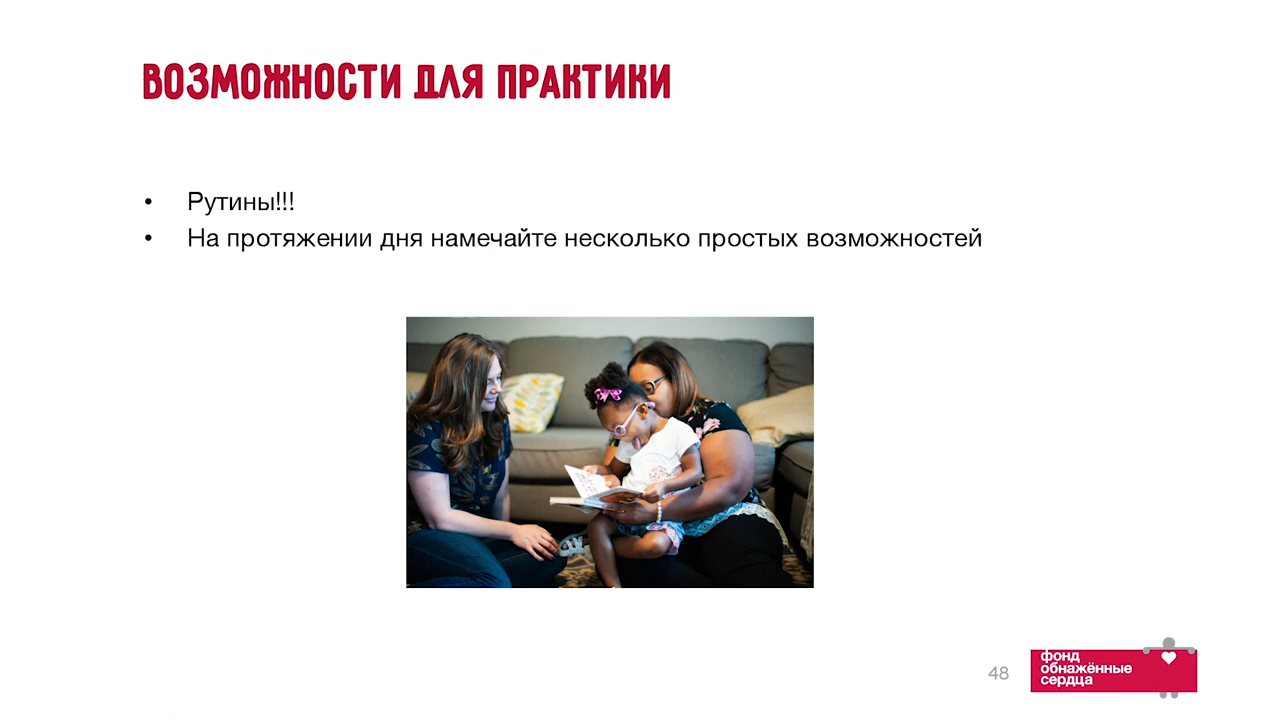 ВОЗМОЖНОСТИ ДЛЯ ПРАКТИКИ
• Рутины!!!
• На протяжении дня намечайте несколько простых возможностей
48
фонд
обнажённые
сердца